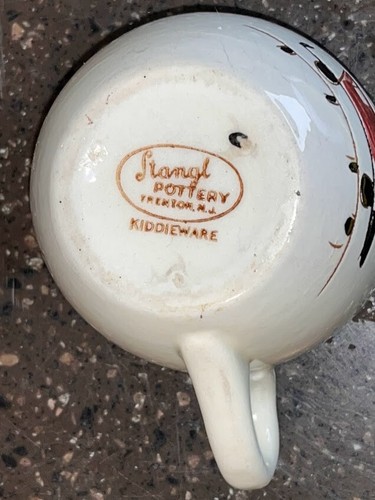 Stangl
POTTERY
TRENTON, N.J.
KIDDIEWARE